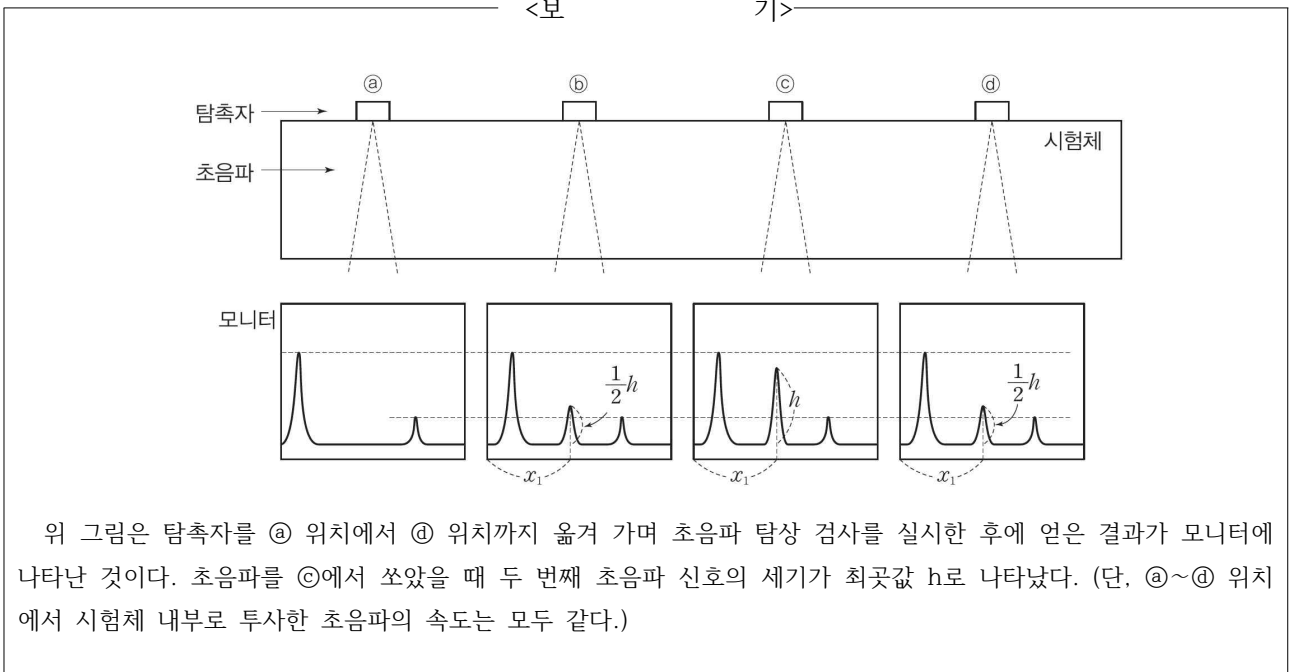 <보 기>
ⓐ ⓑ ⓒ ⓓ
탐촉자
시험체
초음파
모니터
1/2 h h 1/2 h
x₁ x₁ x₁
위 그림은 탐촉자를 ⓐ 위치에서 ⓓ 위치까지 옮겨 가며 초음파 탐상 검사를 실시한 후에 얻은 결과가 모니터에
나타난 것이다. 초음파를 ⓒ에서 쏘았을 때 두 번째 초음파 신호의 세기가 최곳값 h로 나타났다. (단, ⓐ～ⓓ 위치
에서 시험체 내부로 투사한 초음파의 속도는 모두 같다.)